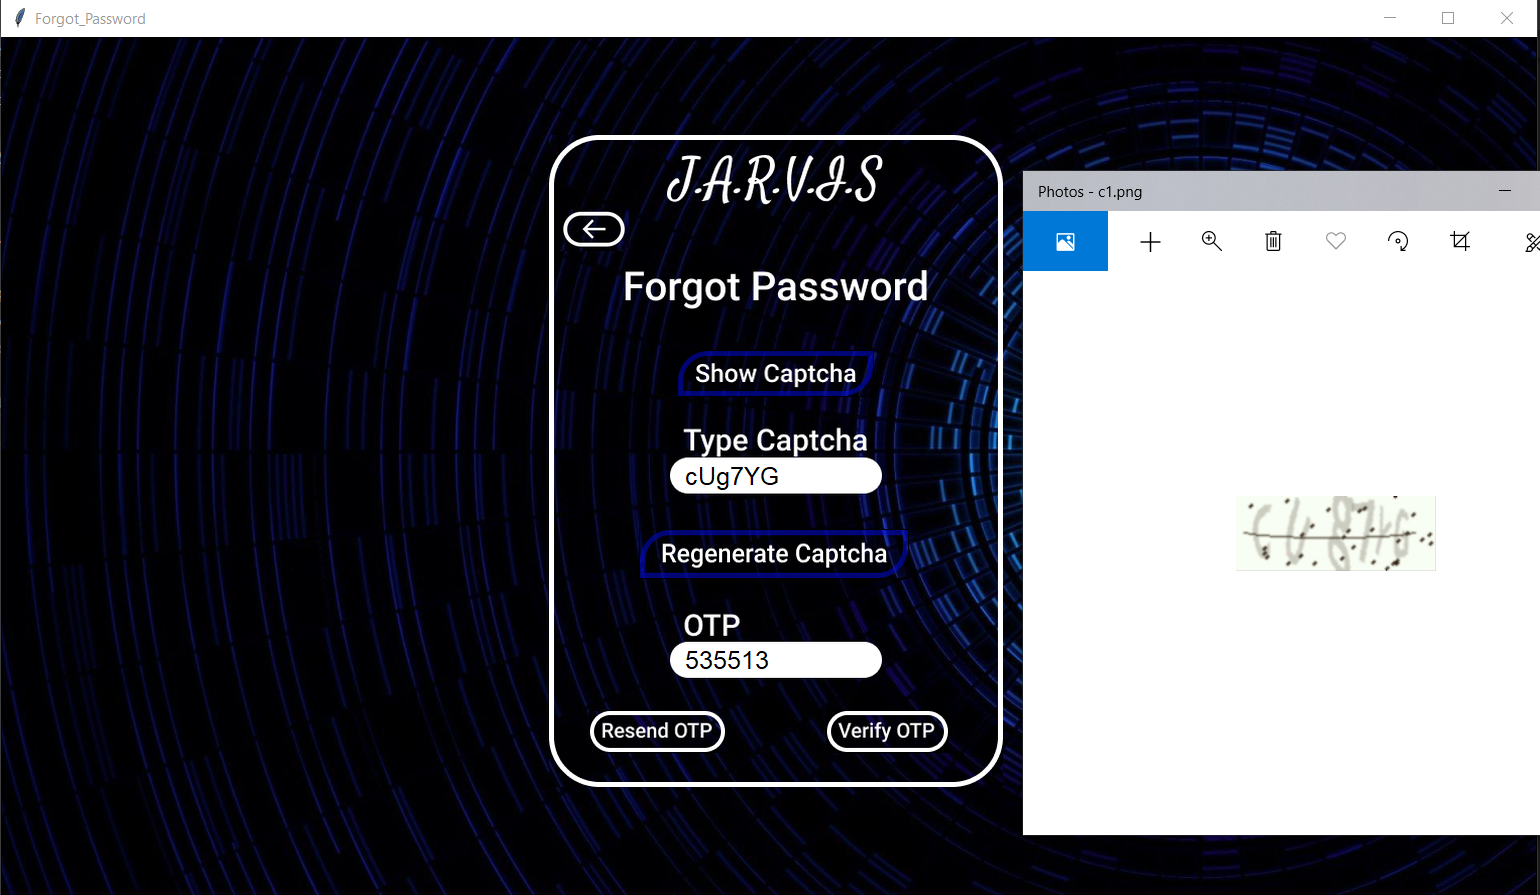 Forgot_Password
J.A.R.V.I.S
Forgot Password
Show Captcha
Type Captcha
cUg7YG
Regenerate Captcha
OTP
535513
Resend OTP
Verify OTP
Photos - c1.png